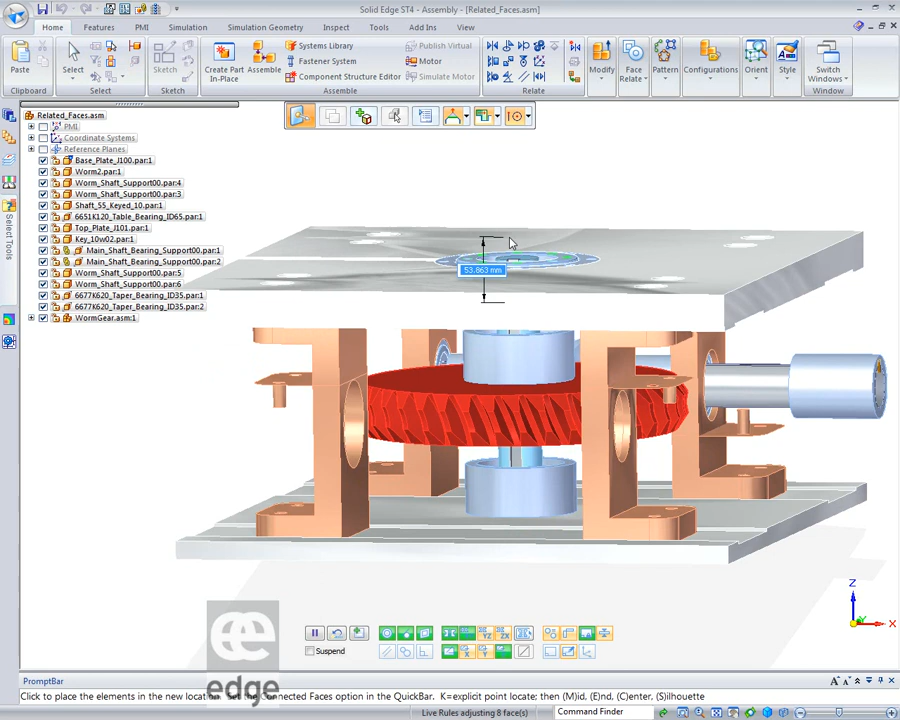 Solid Edge ST4 - Assembly - [Related_Faces.asm]
Home Features PMI Simulation Simulation Geometry Inspect Tools Add Ins View
Paste
Clipboard
Select
Select
Sketch
Sketch
Create Part In-Place
Assemble
Systems Library
Fastener System
Component Structure Editor
Publish Virtual
Motor
Simulate Motor
Assemble
Relate
Modify
Face Relate
Pattern
Configurations
Orient
Style
Switch Windows
Window
Select Tools
Related_Faces.asm
PMI
Coordinate Systems
Reference Planes
Base_Plate_J100.par:1
Worm2.par:1
Worm_Shaft_Support00.par:4
Worm_Shaft_Support00.par:3
Shaft_55_Keyed_10.par:1
6651K120_Table_Bearing_ID65.par:1
Top_Plate_J101.par:1
Key_10w02.par:1
Main_Shaft_Bearing_Support00.par:1
Main_Shaft_Bearing_Support00.par:2
Worm_Shaft_Support00.par:5
Worm_Shaft_Support00.par:6
6677K620_Taper_Bearing_ID35.par:1
6677K620_Taper_Bearing_ID35.par:2
WormGear.asm:1
53.863 mm
Z
X
Y
Suspend
YZ ZX
X Y
edge
PromptBar
Click to place the elements in the new location. Set the Connected Faces option in the QuickBar. K=explicit point locate; then (M)id, (E)nd, (C)enter, (S)ilhouette
Live Rules adjusting 8 face(s)
Command Finder